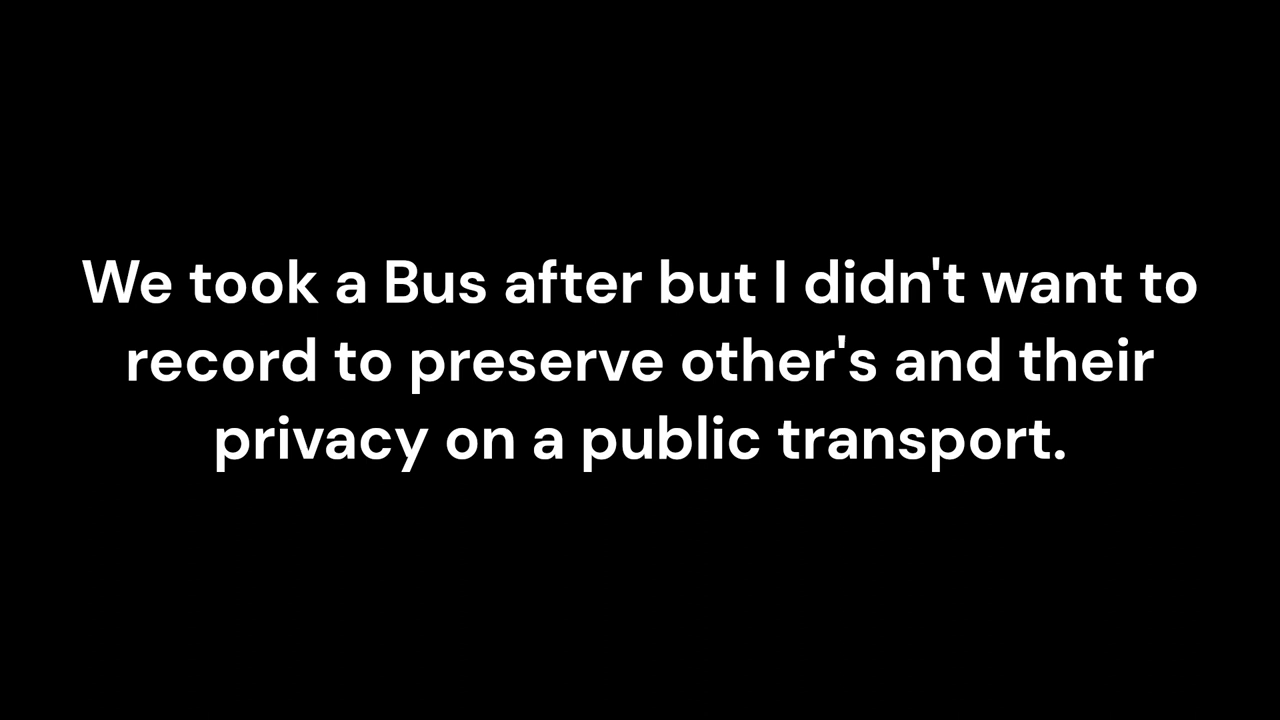 We took a Bus after but I didn't want to
record to preserve other's and their
privacy on a public transport.